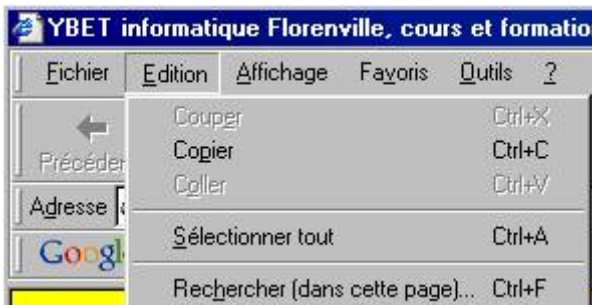 YBET informatique Florenville, cours et formatio
Fichier Edition Affichage Favoris Outils ?
Couper Ctrl+X
Précéden
Copier Ctrl+C
Coller Ctrl+V
Adresse
Sélectionner tout Ctrl+A
Googl
Rechercher (dans cette page)... Ctrl+F